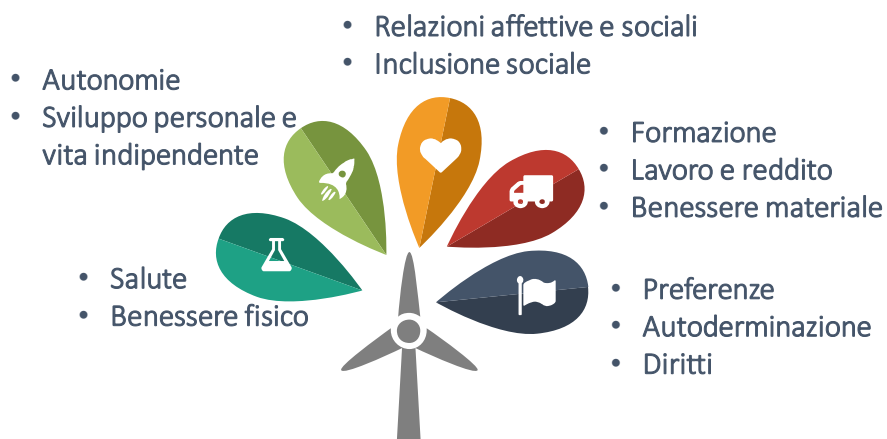 • Relazioni affettive e sociali
• Inclusione sociale
• Autonomie
• Sviluppo personale e
vita indipendente
• Formazione
• Lavoro e reddito
• Benessere materiale
• Salute
• Benessere fisico
• Preferenze
• Autoderminazione
• Diritti